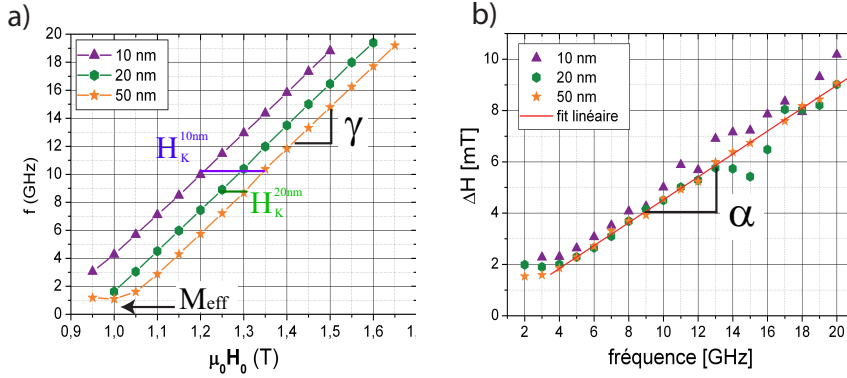 a)
20
18
16
14
12
10
8
6
4
2
0
f (GHz)
10 nm
20 nm
50 nm
H_K^{10nm}
γ
H_K^{20nm}
M_eff
0,9 1,0 1,1 1,2 1,3 1,4 1,5 1,6 1.
μ₀H₀ (T)
b)
10
8
6
4
2
0
ΔH [mT]
10 nm
20 nm
50 nm
fit linéaire
α
2 4 6 8 10 12 14 16 18 20
fréquence [GHz]